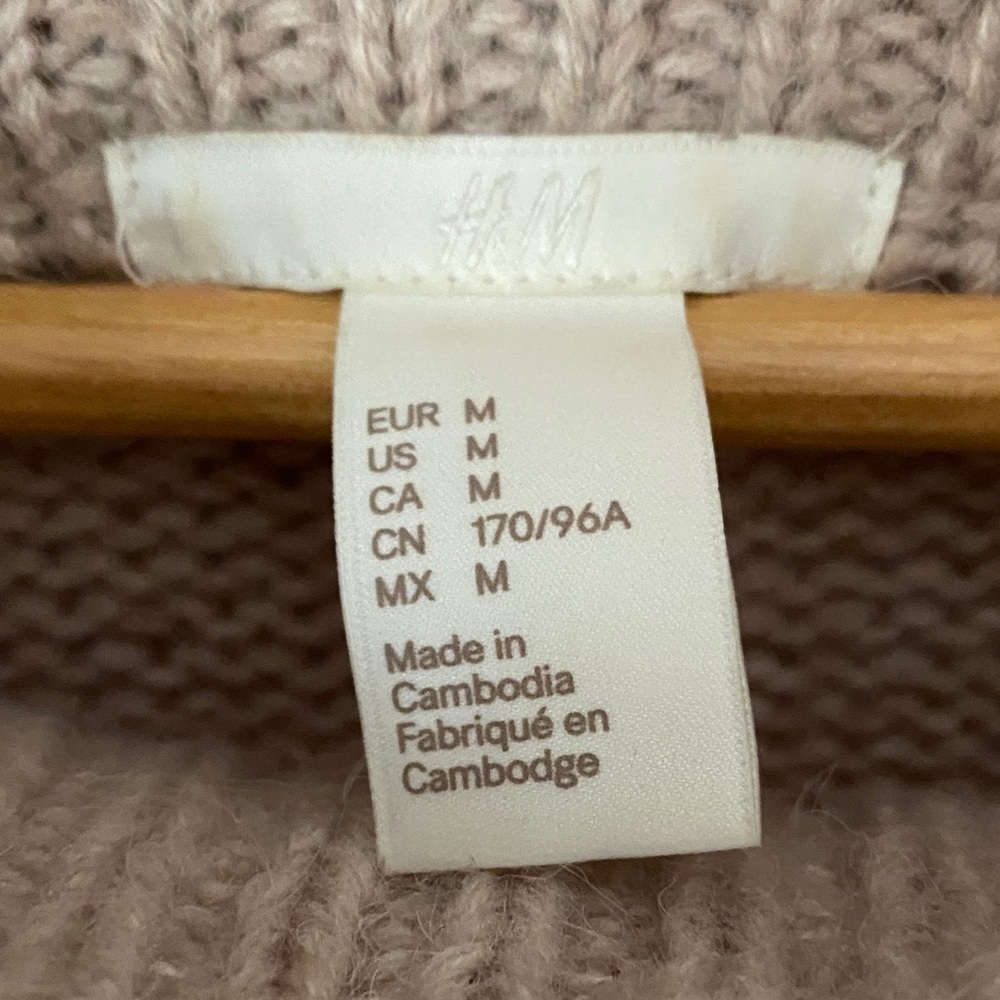 H&M
EUR M
US M
CA M
CN 170/96A
MX M
Made in
Cambodia
Fabriqué en
Cambodge